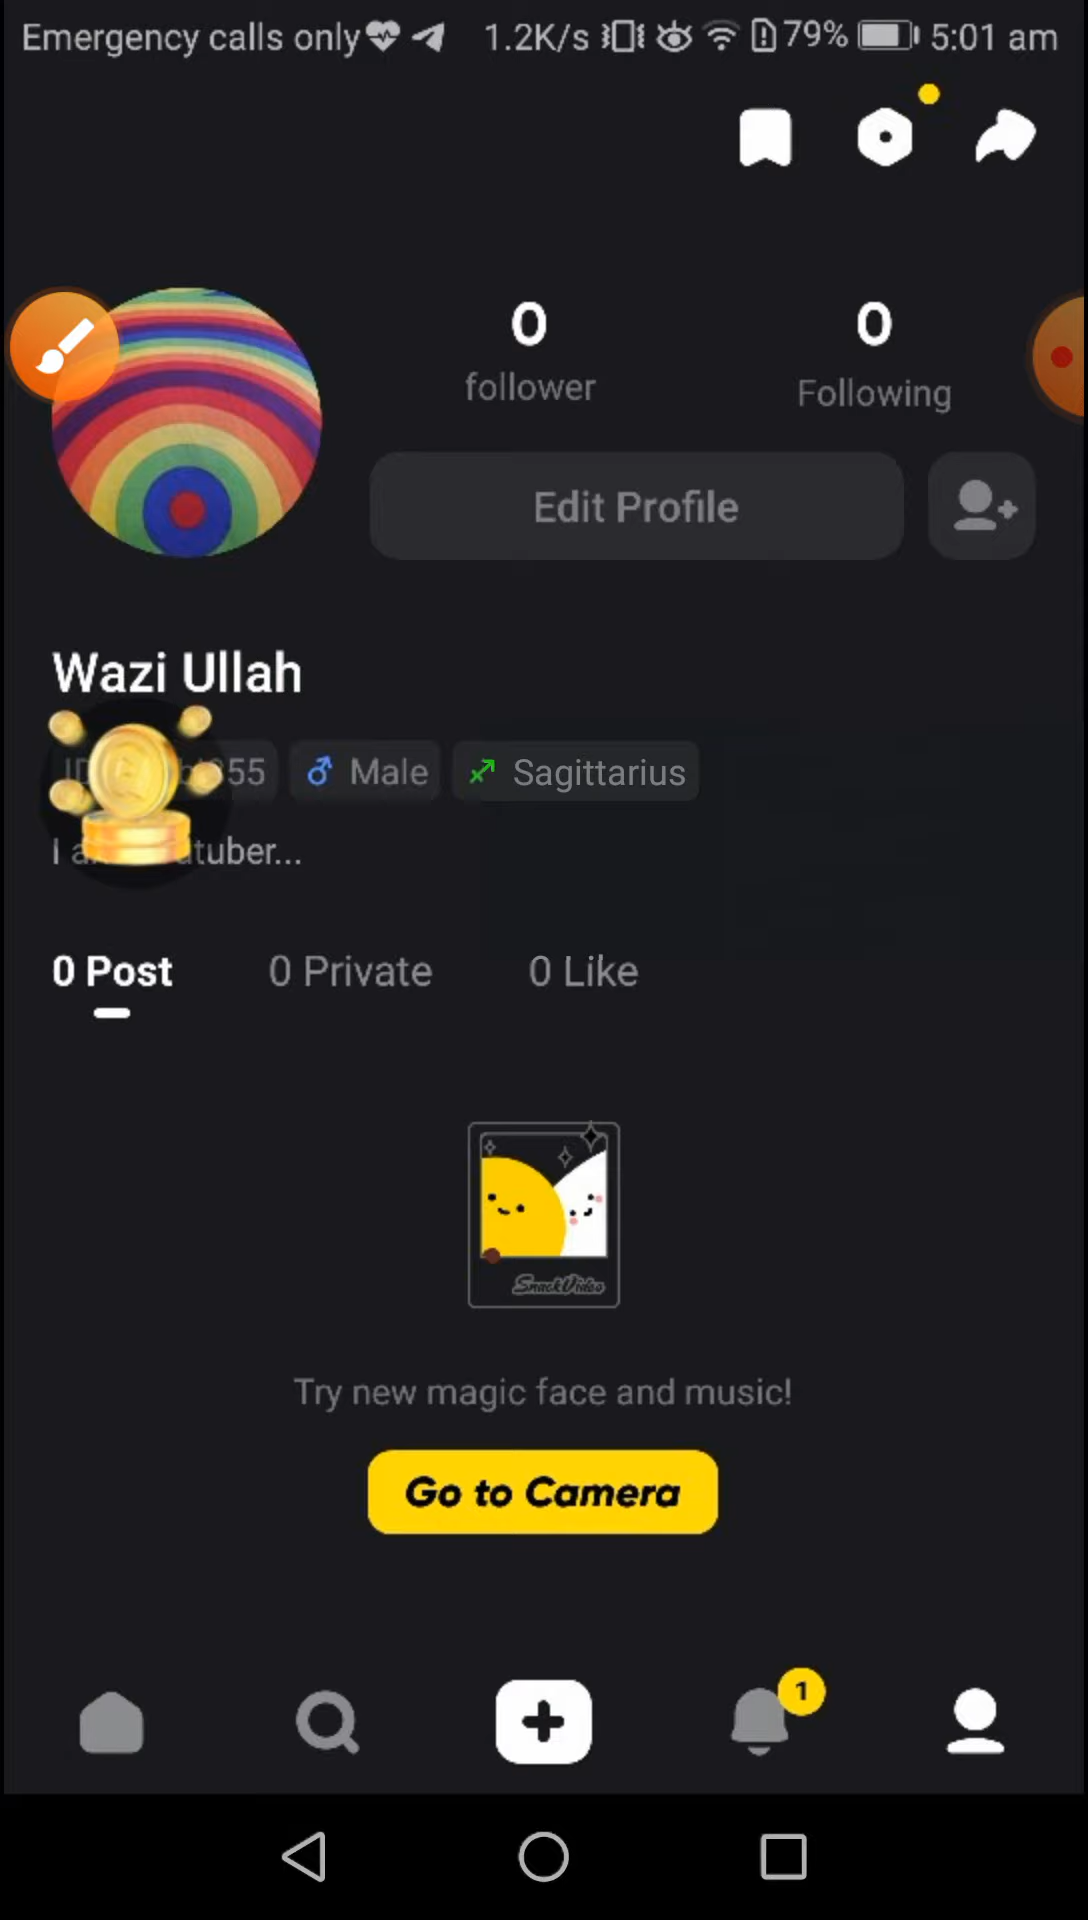 Emergency calls only 1.2K/s 79% 5:01 am
0 0
follower Following
Edit Profile
Wazi Ullah
55 Male Sagittarius
I tuber...
0 Post 0 Private 0 Like
SnackVideo
Try new magic face and music!
Go to Camera
1